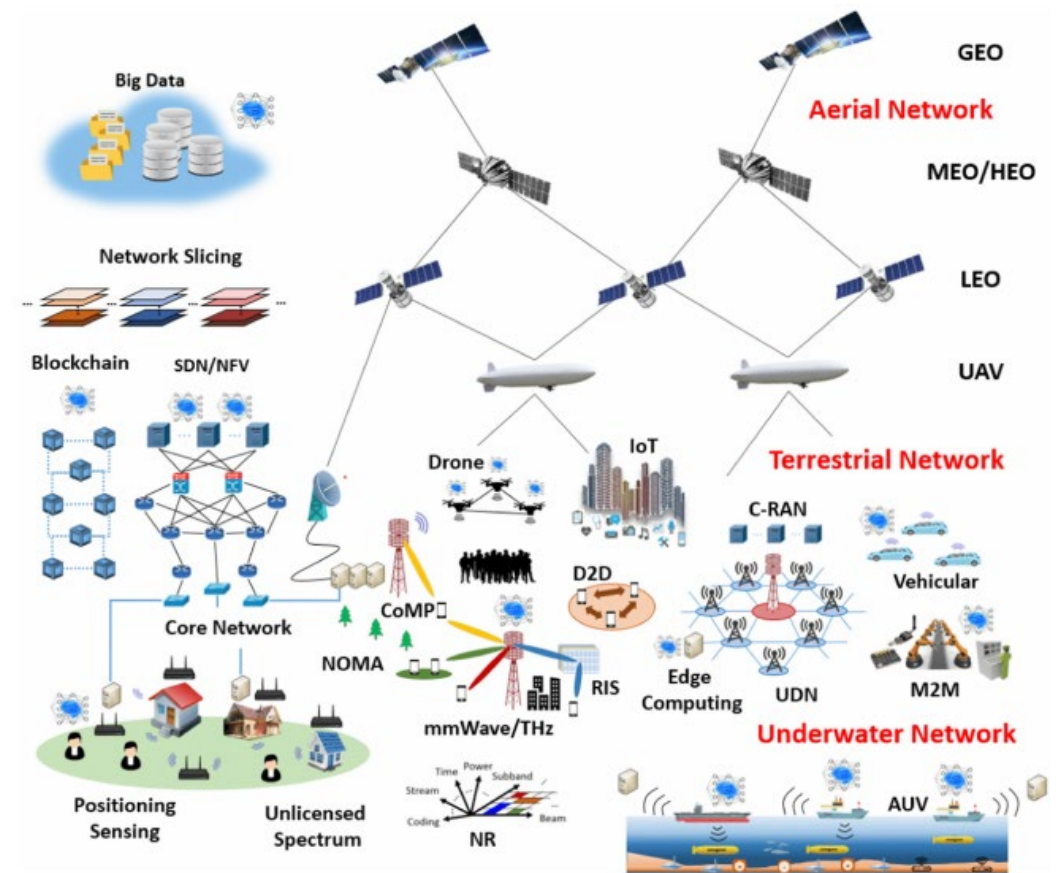 GEO
Big Data
Aerial Network
MEO/HEO
Network Slicing
...
...
...
...
LEO
Blockchain
SDN/NFV
UAV
IoT
Drone
Terrestrial Network
C-RAN
D2D
Vehicular
CoMP
Core Network
NOMA
RIS
Edge
Computing
UDN
M2M
mmWave/THz
Underwater Network
Positioning
Sensing
Unlicensed
Spectrum
Time
Power
Subband
Stream
Coding
Beam
NR
AUV